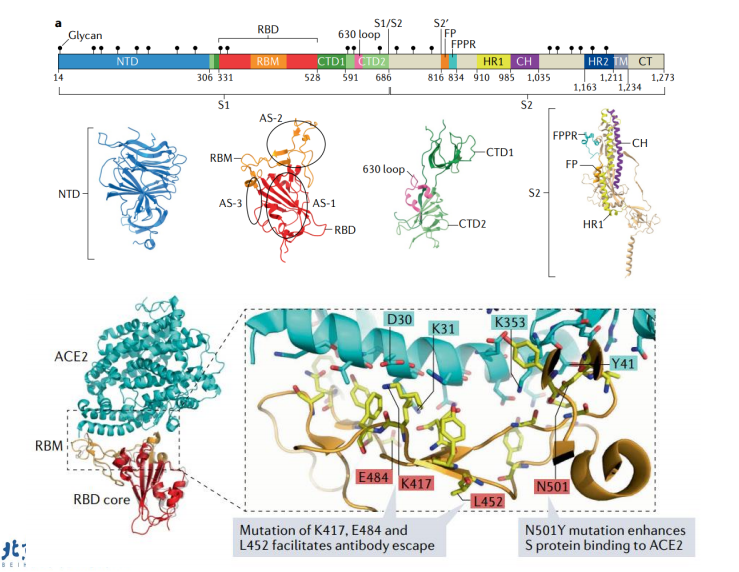 a
Glycan
RBD
S1/S2
630 loop
S2′
FP
FPPR
NTD
RBM
CTD1
CTD2
HR1
CH
HR2
TM
CT
14
306
331
528
591
686
816
834
910
985
1,035
1,163
1,211
1,234
1,273
S1
S2
NTD
AS-2
RBM
AS-3
AS-1
RBD
630 loop
CTD1
CTD2
S2
FPPR
FP
CH
HR1
ACE2
RBM
RBD core
D30
K31
K353
Y41
E484
K417
L452
N501
Mutation of K417, E484 and
L452 facilitates antibody escape
N501Y mutation enhances
S protein binding to ACE2
北
BEI